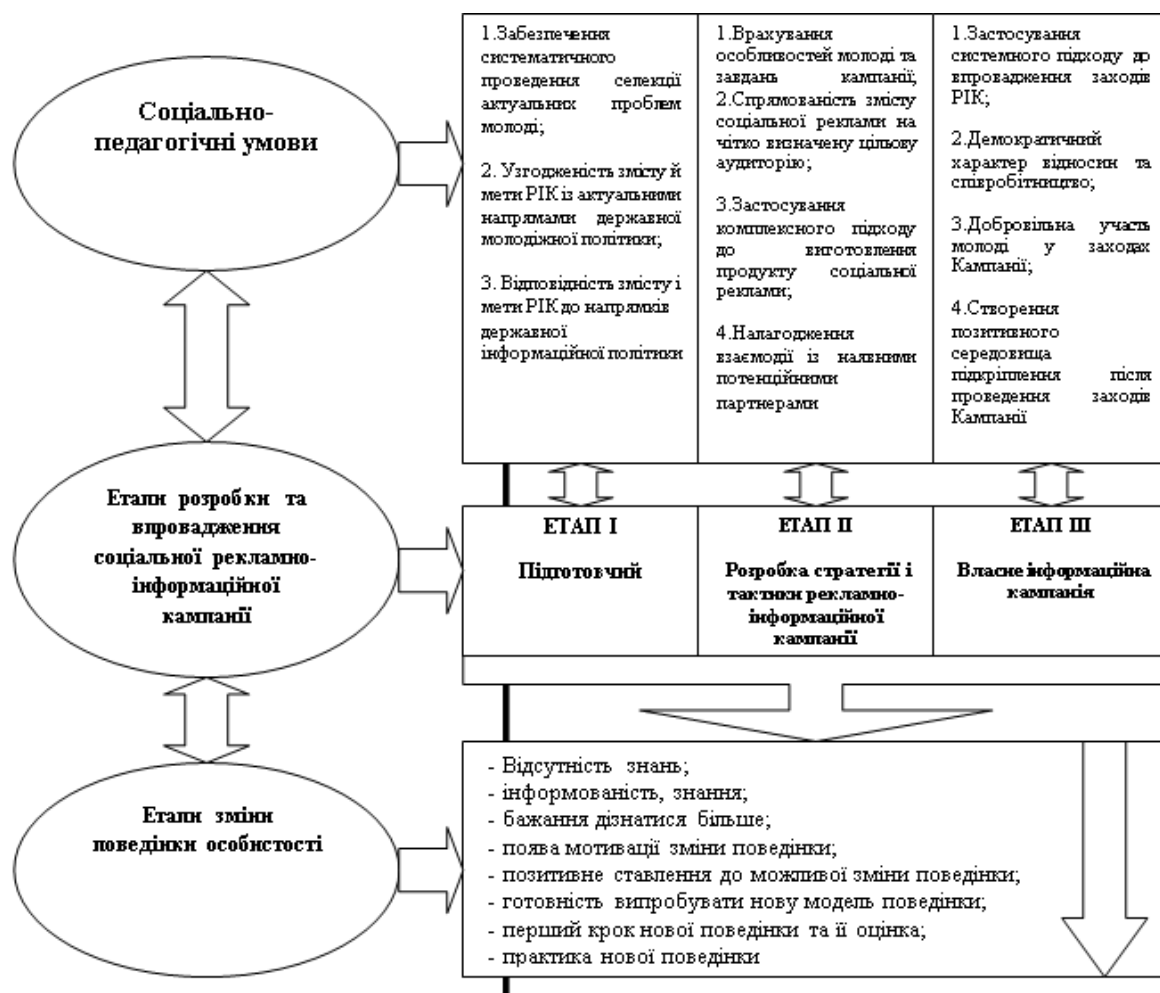 Соціально-
педагогічні умови
1.Забезпечення
систематичного
проведення селекції
актуальних проблем
молоді;
2. Узгодженість змісту й
мети РІК із актуальними
напрямами державної
молодіжної політики;
3. Відповідність змісту і
мети РІК до напрямків
державної
інформаційної політики
1.Врахування
особливостей молоді та
завдань кампанії;
2.Спрямованість змісту
соціальної реклами на
чітко визначену цільову
аудиторію;
3.Застосування
комплексного підходу
до виготовлення
продукту соціальної
реклами;
4.Налагодження
взаємодії із наявними
потенційними
партнерами
1.Застосування
системного підходу до
впровадження заходів
РІК;
2.Демократичний
характер відносин та
співробітництво;
3.Добровільна участь
молоді у заходах
Кампанії;
4.Створення
позитивного
середовища
підкріплення після
проведення заходів
Кампанії
Етапи розробки та
впровадження
соціальної рекламно-
інформаційної
кампанії
ЕТАП І
Підготовчий
ЕТАП ІІ
Розробка стратегії і
тактики рекламно-
інформаційної
кампанії
ЕТАП ІІІ
Власне інформаційна
кампанія
Етапи зміни
поведінки особистості
- Відсутність знань;
- інформованість, знання;
- бажання дізнатися більше;
- поява мотивації зміни поведінки;
- позитивне ставлення до можливої зміни поведінки;
- готовність випробувати нову модель поведінки;
- перший крок нової поведінки та її оцінка;
- практика нової поведінки